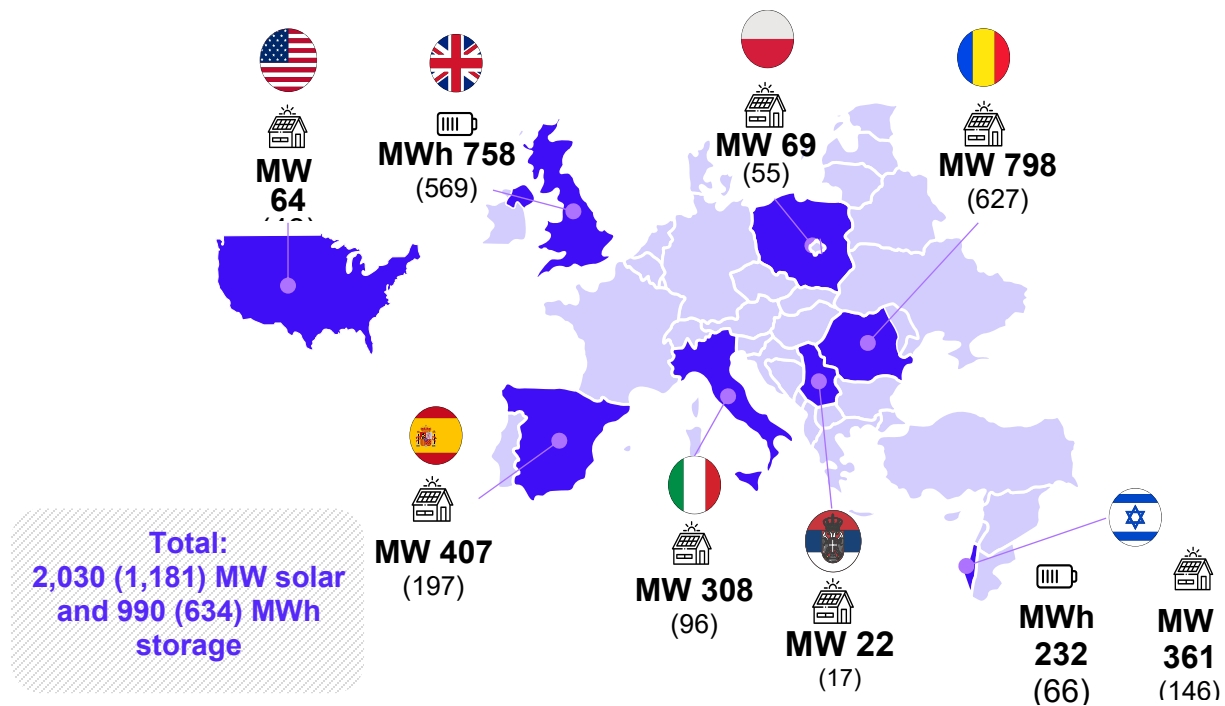 MW
64
MWh 758
(569)
MW 69
(55)
MW 798
(627)
MW 407
(197)
MW 308
(96)
MW 22
(17)
MWh
232
(66)
MW
361
(146)
Total:
2,030 (1,181) MW solar
and 990 (634) MWh
storage